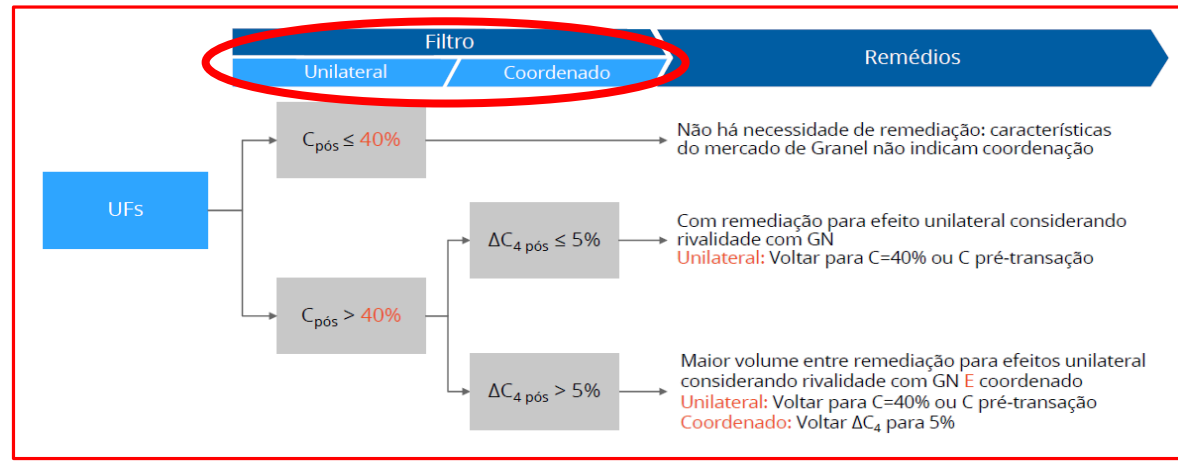 Filtro
Unilateral
Coordenado
Remédios
UFs
Cpós ≤ 40%
Não há necessidade de remediação: características
do mercado de Granel não indicam coordenação
Cpós > 40%
ΔC4 pós ≤ 5%
Com remediação para efeito unilateral considerando
rivalidade com GN
Unilateral: Voltar para C=40% ou C pré-transação
ΔC4 pós > 5%
Maior volume entre remediação para efeitos unilateral
considerando rivalidade com GN E coordenado
Unilateral: Voltar para C=40% ou C pré-transação
Coordenado: Voltar ΔC4 para 5%